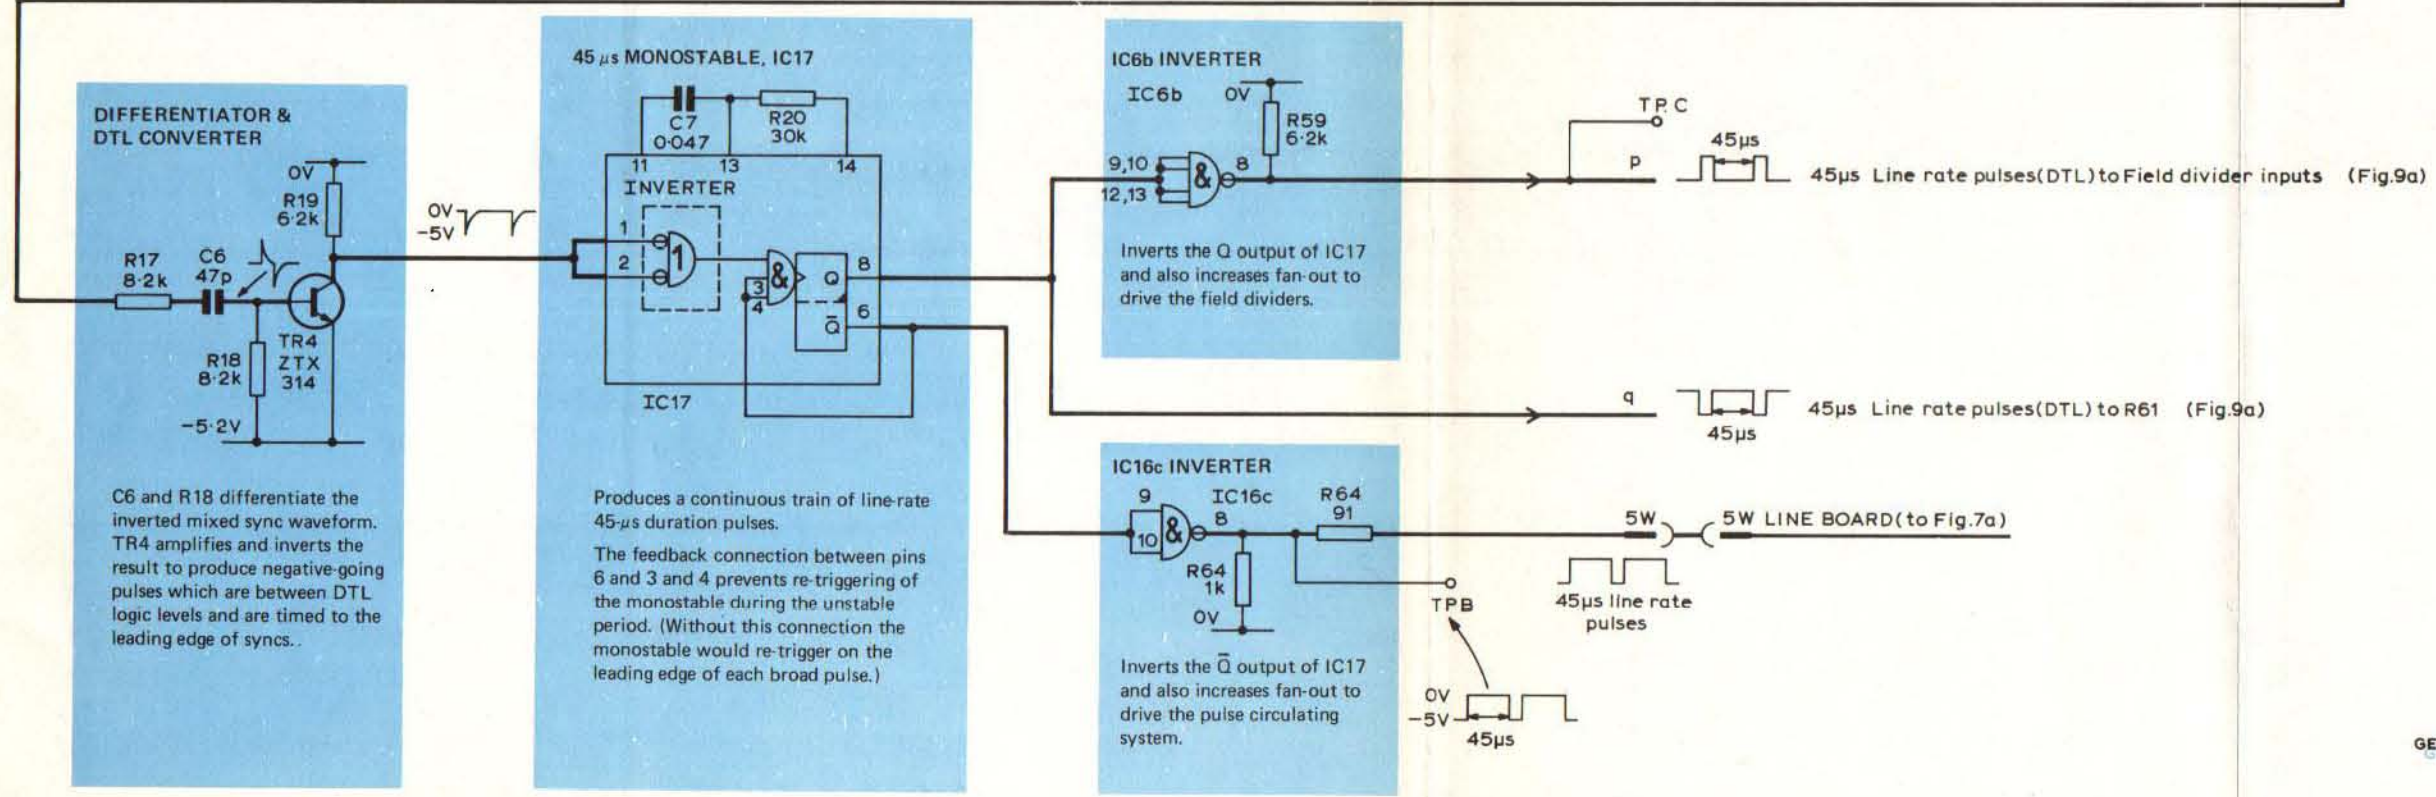 DIFFERENTIATOR &
DTL CONVERTER
0V
R19
6·2k
R17
8·2k
C6
47p
R18
8·2k
TR4
ZTX
314
−5·2V
C6 and R18 differentiate the
inverted mixed sync waveform.
TR4 amplifies and inverts the
result to produce negative-going
pulses which are between DTL
logic levels and are timed to the
leading edge of syncs..
0V
−5V
45 µs MONOSTABLE, IC17
C7
0·047
R20
30k
11
13
14
INVERTER
1
2
1
&
3
4
Q
Q̄
8
6
IC17
Produces a continuous train of line-rate
45-µs duration pulses.
The feedback connection between pins
6 and 3 and 4 prevents re-triggering of
the monostable during the unstable
period. (Without this connection the
monostable would re-trigger on the
leading edge of each broad pulse.)
IC6b INVERTER
IC6b
0V
R59
6·2k
9,10
12,13
&
8
Inverts the Q output of IC17
and also increases fan-out to
drive the field dividers.
T.P.C
p
45µs
45µs Line rate pulses(DTL) to Field divider inputs (Fig.9a)
q
45µs
45µs Line rate pulses(DTL) to R61 (Fig.9a)
IC16c INVERTER
9
10
&
IC16c
8
R64
91
R64
1k
0V
Inverts the Q̄ output of IC17
and also increases fan-out to
drive the pulse circulating
system.
5W
5W LINE BOARD(to Fig.7a)
45µs line rate
pulses
TPB
0V
−5V
45µs
GE